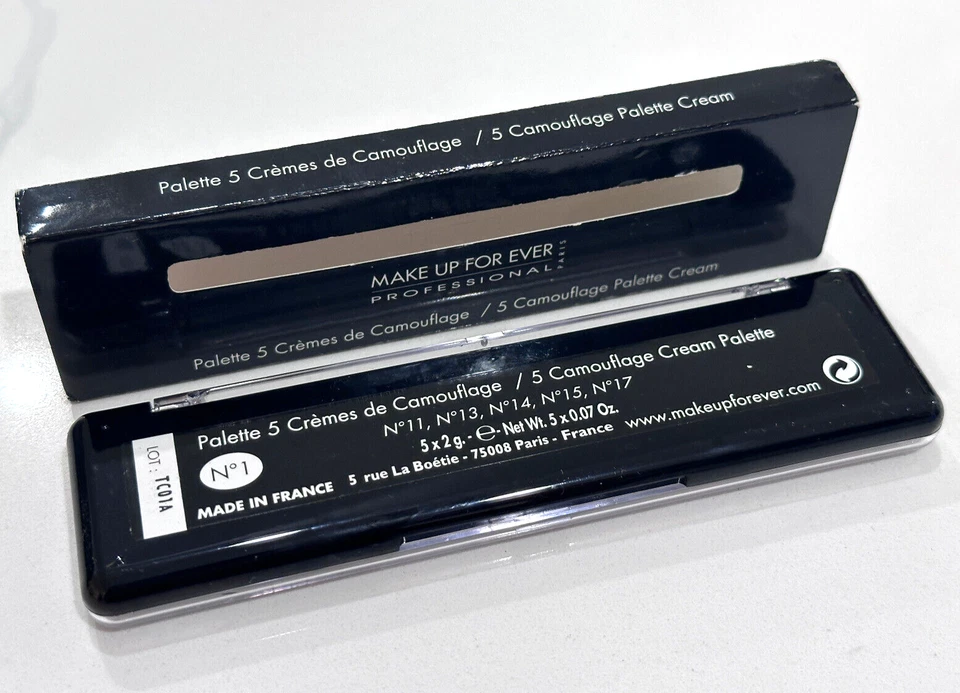 Palette 5 Crèmes de Camouflage / 5 Camouflage Palette Cream
MAKE UP FOR EVER
PROFESSIONAL PARIS
Palette 5 Crèmes de Camouflage / 5 Camouflage Palette Cream
Palette 5 Crèmes de Camouflage / 5 Camouflage Cream Palette
N°11, N°13, N°14, N°15, N°17
5 x 2 g. - ℮ - Net Wt. 5 x 0.07 Oz.
N°1
MADE IN FRANCE 5 rue La Boétie - 75008 Paris - France www.makeupforever.com
LOT: TC01A